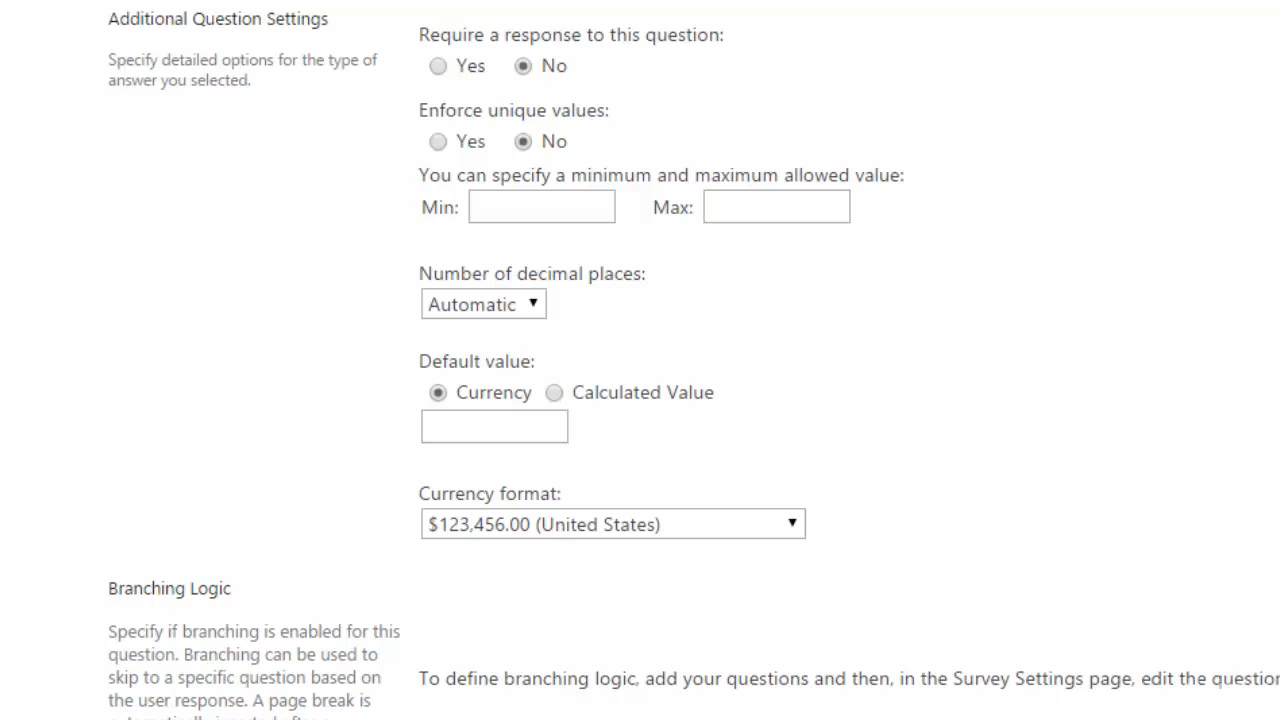 Additional Question Settings
Specify detailed options for the type of
answer you selected.
Require a response to this question:
Yes No
Enforce unique values:
Yes No
You can specify a minimum and maximum allowed value:
Min: Max:
Number of decimal places:
Automatic
Default value:
Currency Calculated Value
Currency format:
$123,456.00 (United States)
Branching Logic
Specify if branching is enabled for this
question. Branching can be used to
skip to a specific question based on
the user response. A page break is
To define branching logic, add your questions and then, in the Survey Settings page, edit the question